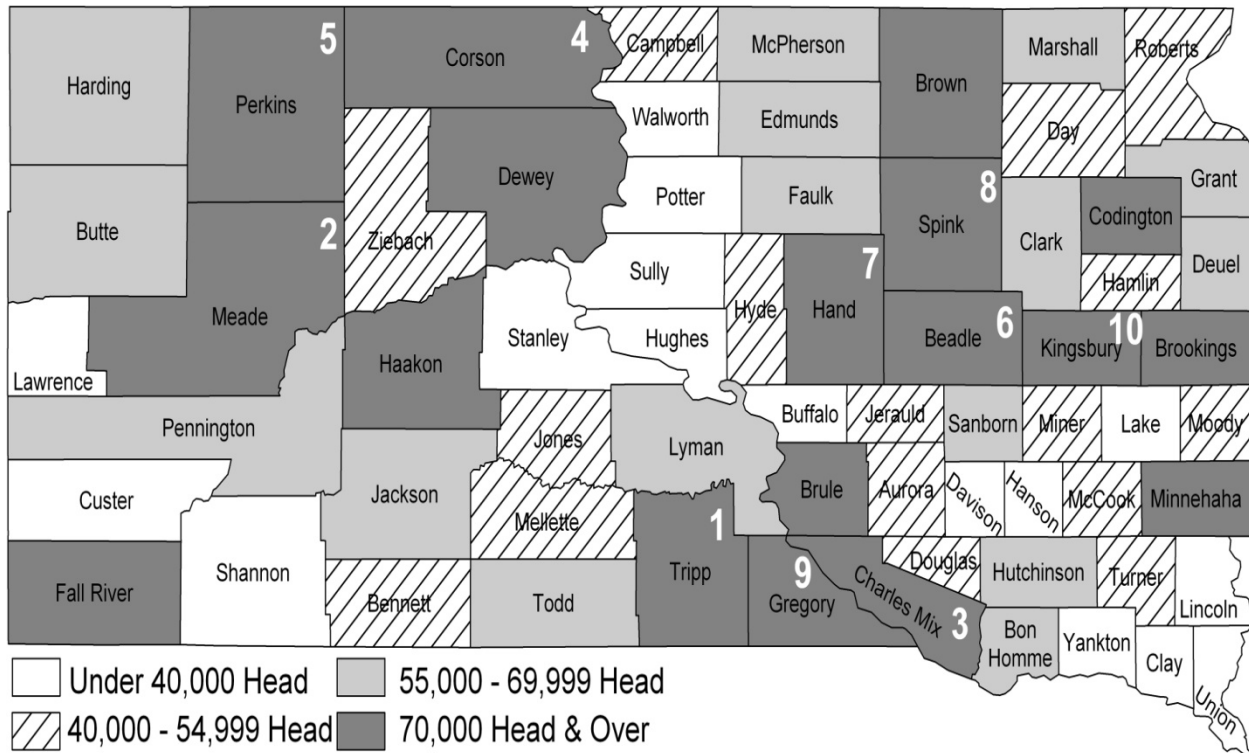 5
4
Campbell
McPherson
Marshall
Roberts
Corson
Harding
Perkins
Brown
Walworth
Edmunds
Day
Dewey
Grant
Potter
Faulk
8
Spink
Codington
Butte
2
Ziebach
Clark
Deuel
Sully
7
Hamlin
Hyde
Hand
Meade
Stanley
Hughes
Beadle
6
Kingsbury
10
Brookings
Haakon
Lawrence
Buffalo
Jerauld
Sanborn
Miner
Lake
Moody
Pennington
Jones
Lyman
Jackson
Custer
Brule
Aurora
Davison
Hanson
McCook
Minnehaha
Mellette
1
Shannon
Fall River
Bennett
Todd
Tripp
9
Gregory
Charles Mix
3
Douglas
Hutchinson
Turner
Lincoln
Bon
Homme
Yankton
Clay
Union
Under 40,000 Head
55,000 - 69,999 Head
40,000 - 54,999 Head
70,000 Head & Over